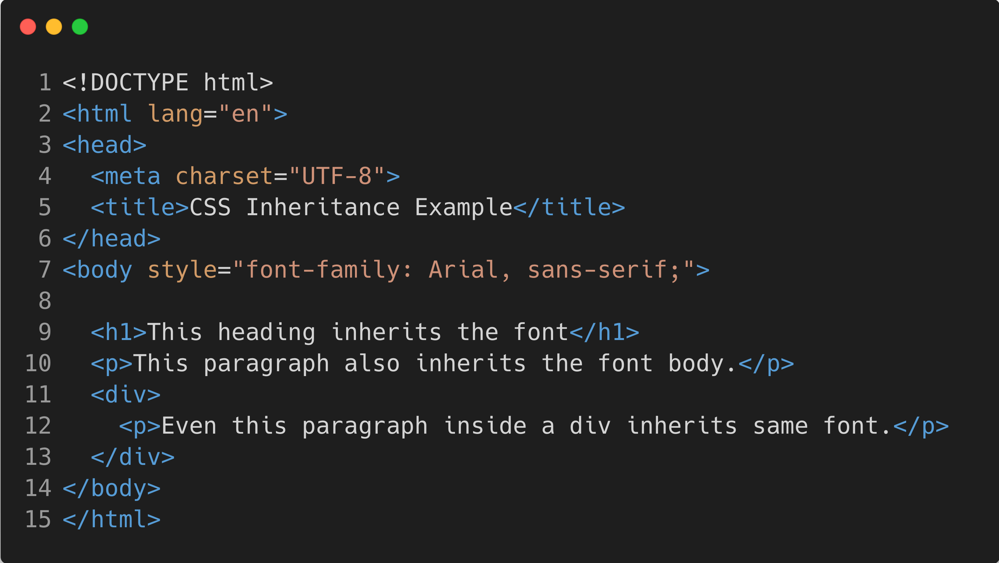 1 <!DOCTYPE html>
2 <html lang="en">
3 <head>
4   <meta charset="UTF-8">
5   <title>CSS Inheritance Example</title>
6 </head>
7 <body style="font-family: Arial, sans-serif;">
8
9   <h1>This heading inherits the font</h1>
10   <p>This paragraph also inherits the font body.</p>
11   <div>
12     <p>Even this paragraph inside a div inherits same font.</p>
13   </div>
14 </body>
15 </html>